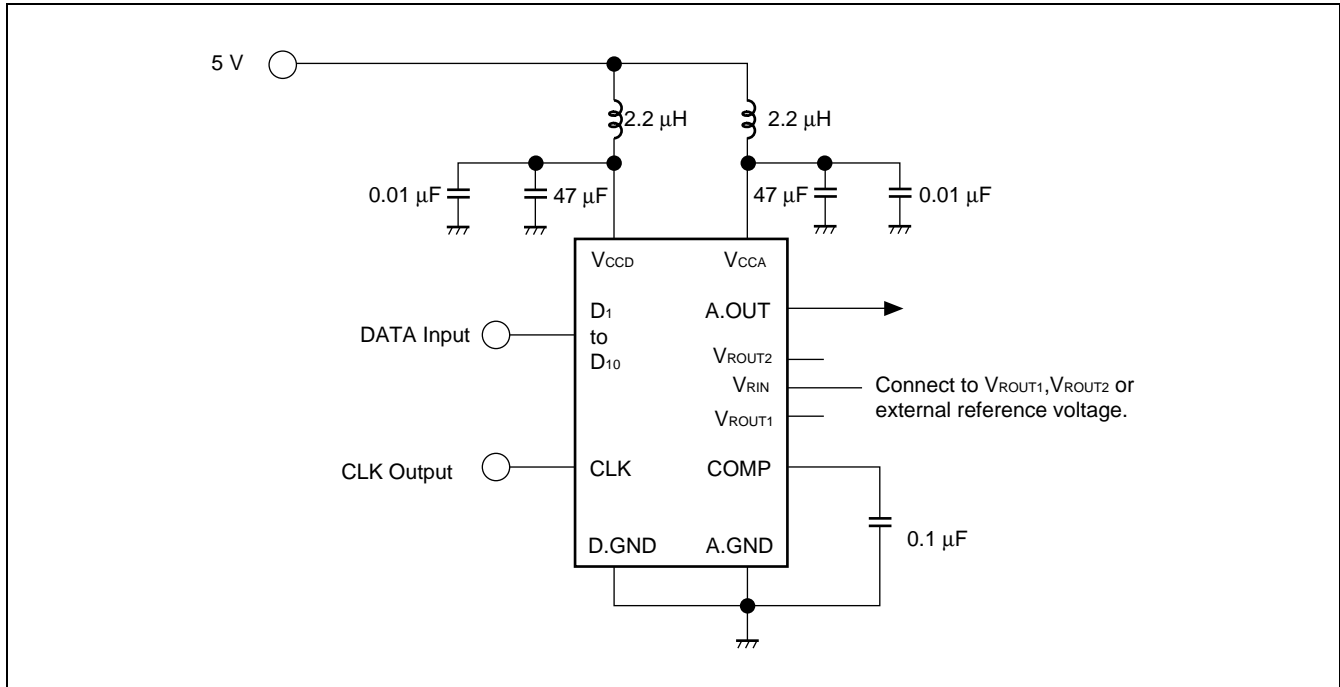 5 V
2.2 μH
2.2 μH
0.01 μF
47 μF
47 μF
0.01 μF
VCCD
VCCA
D1
to
D10
A.OUT
DATA Input
VROUT2
VRIN
Connect to VROUT1,VROUT2 or
external reference voltage.
VROUT1
CLK Output
CLK
COMP
0.1 μF
D.GND
A.GND